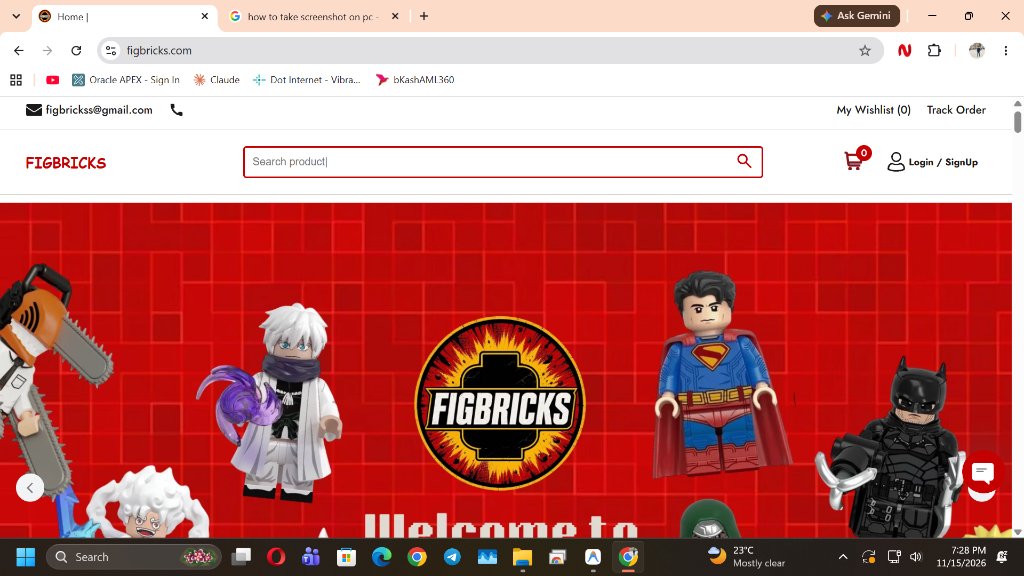 Home |
how to take screenshot on pc -
Ask Gemini
figbricks.com
Oracle APEX - Sign In
Claude
Dot Internet - Vibra...
bKashAML360
figbrickss@gmail.com
My Wishlist (0)
Track Order
FIGBRICKS
Search product
0
Login / SignUp
FIGBRICKS
Welcome to
Search
23°C
Mostly clear
7:28 PM
11/15/2026